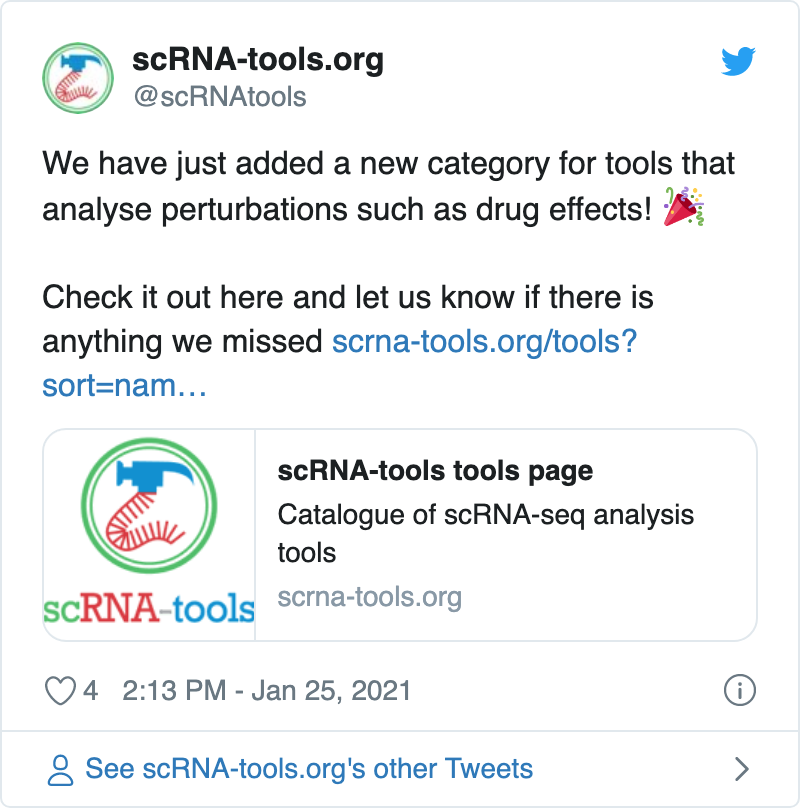 scRNA-tools.org
@scRNAtools
We have just added a new category for tools that
analyse perturbations such as drug effects! 🎉
Check it out here and let us know if there is
anything we missed scrna-tools.org/tools?
sort=nam…
scRNA-tools
scRNA-tools tools page
Catalogue of scRNA-seq analysis
tools
scrna-tools.org
4 2:13 PM - Jan 25, 2021
See scRNA-tools.org's other Tweets